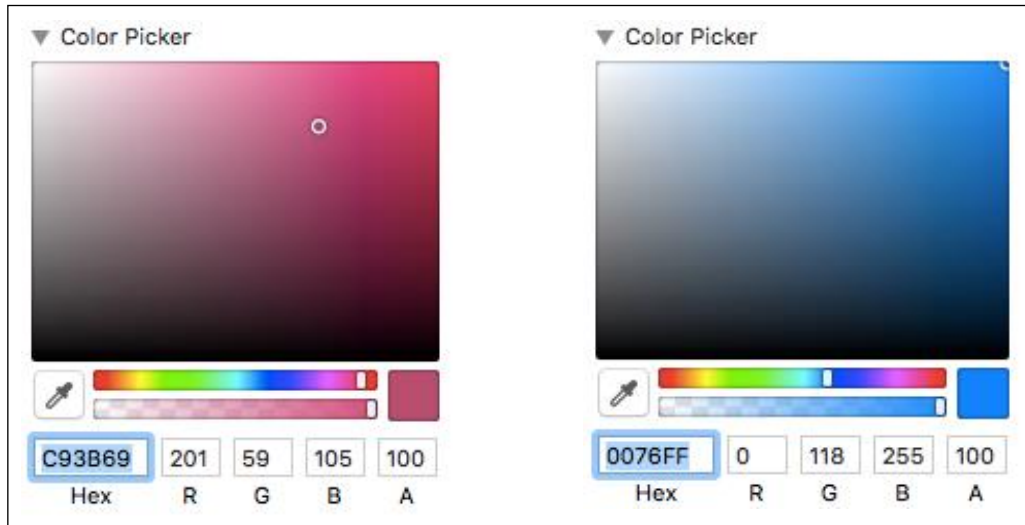 Color Picker
C93B69 201 59 105 100
Hex R G B A
Color Picker
0076FF 0 118 255 100
Hex R G B A